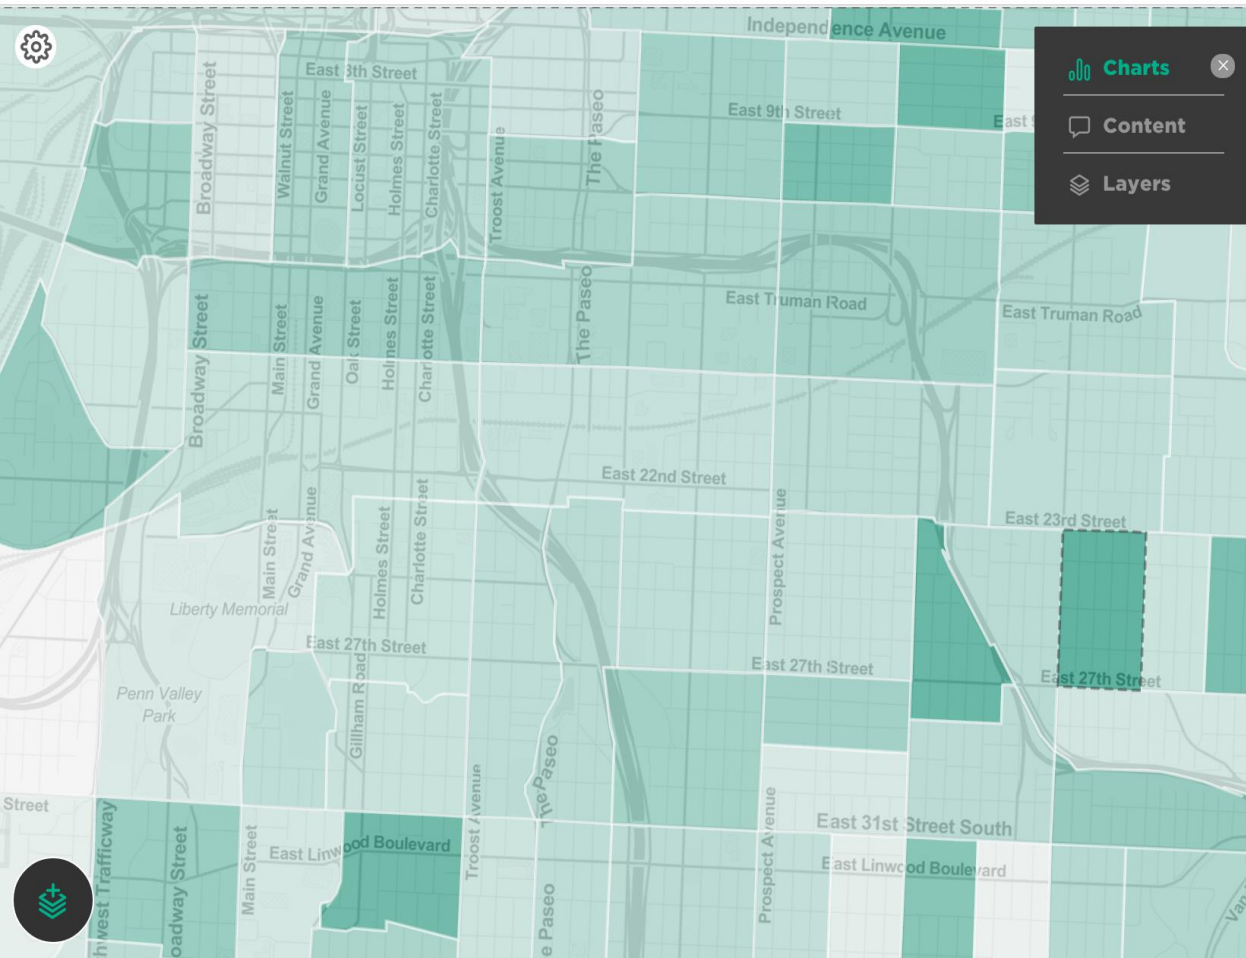 Independence Avenue
Charts
East 8th Street
East 9th Street
East 9
Content
Broadway Street
Walnut Street
Grand Avenue
Locust Street
Holmes Street
Charlotte Street
Troost Avenue
The Paseo
Layers
East Truman Road
East Truman Road
Broadway Street
Main Street
Grand Avenue
Oak Street
Holmes Street
Charlotte Street
The Paseo
East 22nd Street
East 23rd Street
Main Street
Grand Avenue
Holmes Street
Charlotte Street
Prospect Avenue
Liberty Memorial
East 27th Street
East 27th Street
East 27th Street
Penn Valley
Park
Gillham Road
The Paseo
Street
East 31st Street South
East Linwood Boulevard
East Linwood Boulevard
hwest Trafficway
oadway Street
Main Street
Troost Avenue
Prospect Avenue
e Paseo
Van